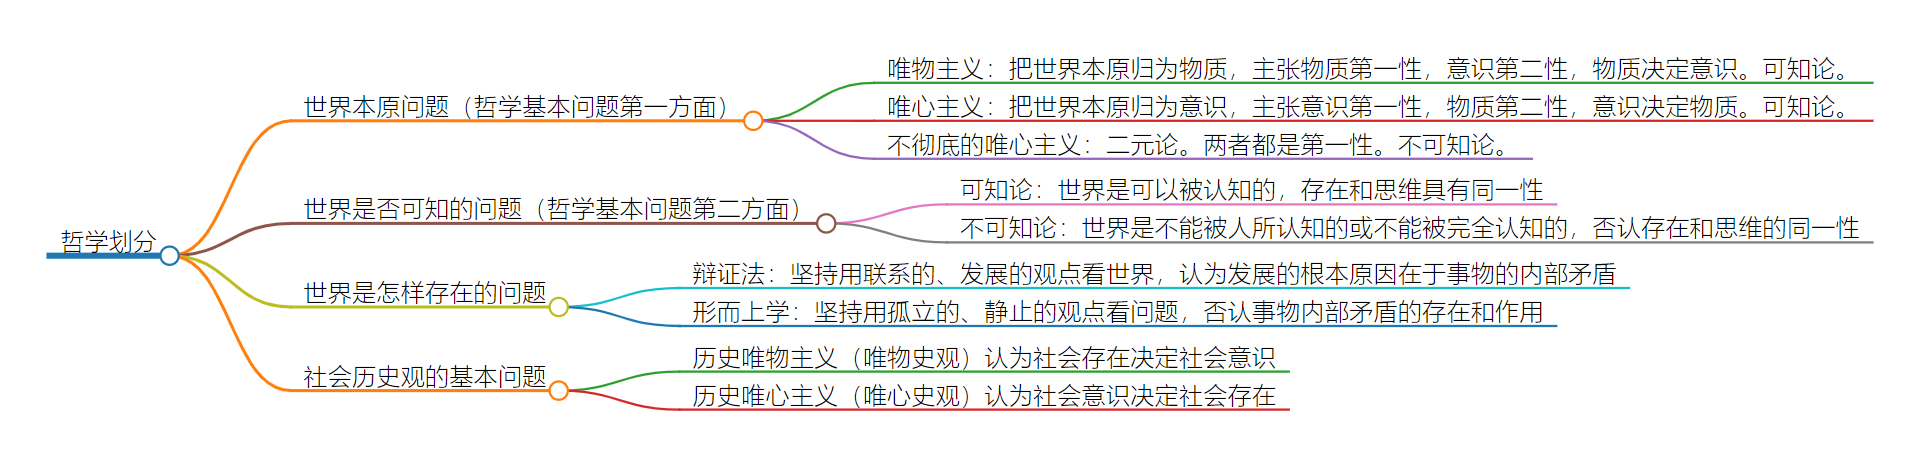 哲学划分
世界本原问题（哲学基本问题第一方面）
唯物主义：把世界本原归为物质，主张物质第一性，意识第二性，物质决定意识。可知论。
唯心主义：把世界本原归为意识，主张意识第一性，物质第二性，意识决定物质。可知论。
不彻底的唯心主义：二元论。两者都是第一性。不可知论。
世界是否可知的问题（哲学基本问题第二方面）
可知论：世界是可以被认知的，存在和思维具有同一性
不可知论：世界是不能被人所认知的或不能被完全认知的，否认存在和思维的同一性
世界是怎样存在的问题
辩证法：坚持用联系的、发展的观点看世界，认为发展的根本原因在于事物的内部矛盾
形而上学：坚持用孤立的、静止的观点看问题，否认事物内部矛盾的存在和作用
社会历史观的基本问题
历史唯物主义（唯物史观）认为社会存在决定社会意识
历史唯心主义（唯心史观）认为社会意识决定社会存在